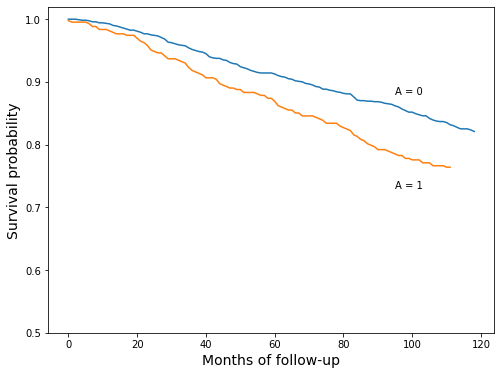 1.0
0.9
0.8
0.7
0.6
0.5
Survival probability
A = 0
A = 1
0 20 40 60 80 100 120
Months of follow-up